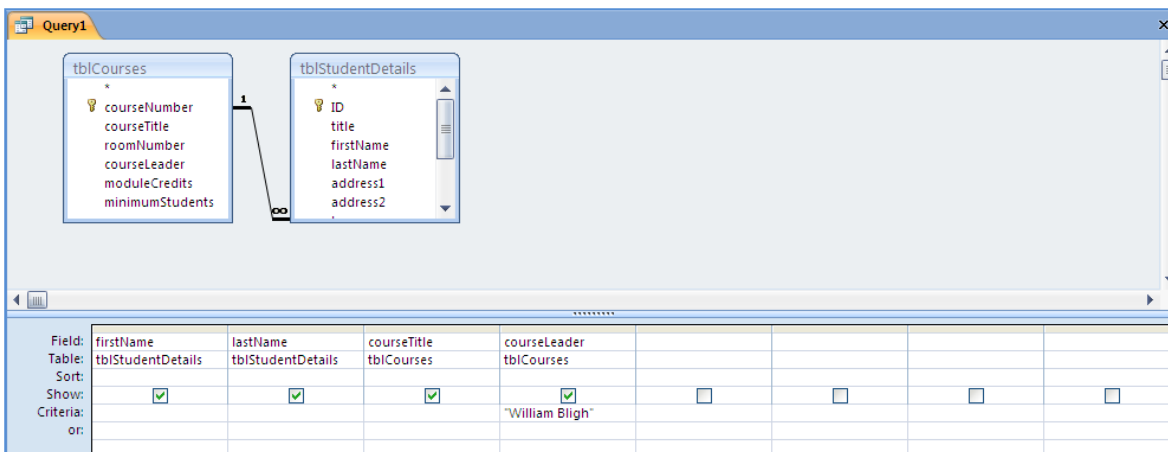 Query1
tblCourses
*
courseNumber
courseTitle
roomNumber
courseLeader
moduleCredits
minimumStudents
1
∞
tblStudentDetails
*
ID
title
firstName
lastName
address1
address2
Field: firstName lastName courseTitle courseLeader
Table: tblStudentDetails tblStudentDetails tblCourses tblCourses
Sort:
Show:
Criteria: "William Bligh"
or: